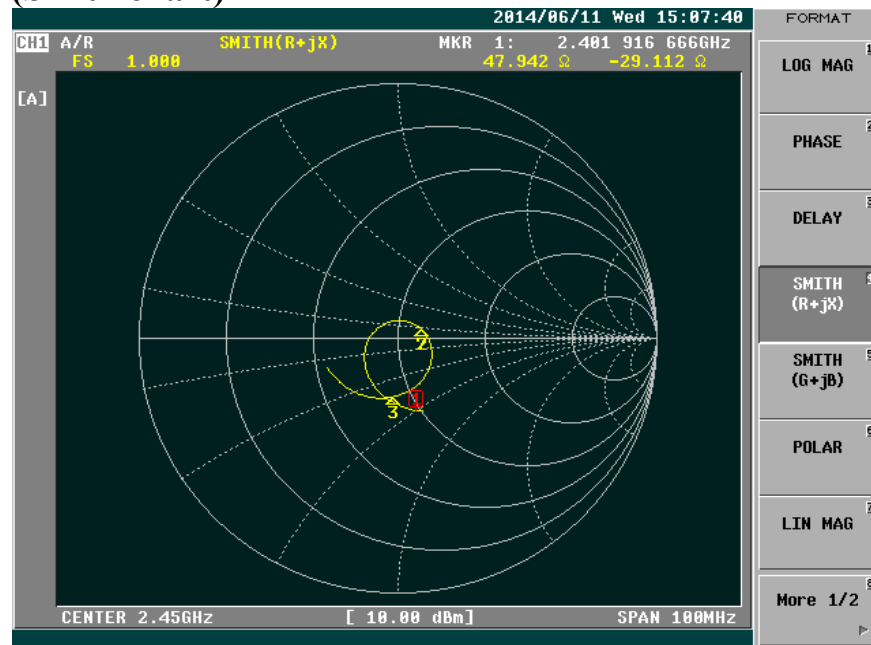 2014/06/11 Wed 15:07:40
CH1 A/R SMITH(R+jX) MKR 1: 2.401 916 666GHz
FS 1.000 47.942 Ω -29.112 Ω
[A]
2
1
3
CENTER 2.45GHz [ 10.00 dBm] SPAN 100MHz
FORMAT
LOG MAG
PHASE
DELAY
SMITH
(R+jX)
SMITH
(G+jB)
POLAR
LIN MAG
More 1/2